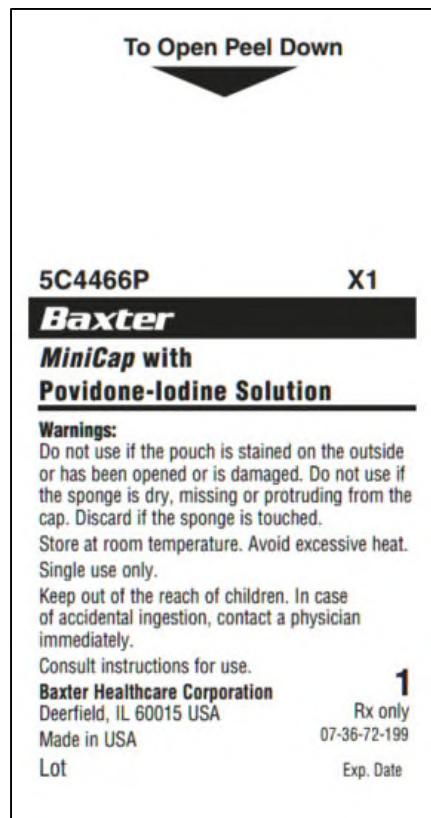 To Open Peel Down
5C4466P X1
Baxter
MiniCap with
Povidone-Iodine Solution
Warnings:
Do not use if the pouch is stained on the outside
or has been opened or is damaged. Do not use if
the sponge is dry, missing or protruding from the
cap. Discard if the sponge is touched.
Store at room temperature. Avoid excessive heat.
Single use only.
Keep out of the reach of children. In case
of accidental ingestion, contact a physician
immediately.
Consult instructions for use.
Baxter Healthcare Corporation 1
Deerfield, IL 60015 USA Rx only
Made in USA 07-36-72-199
Lot Exp. Date